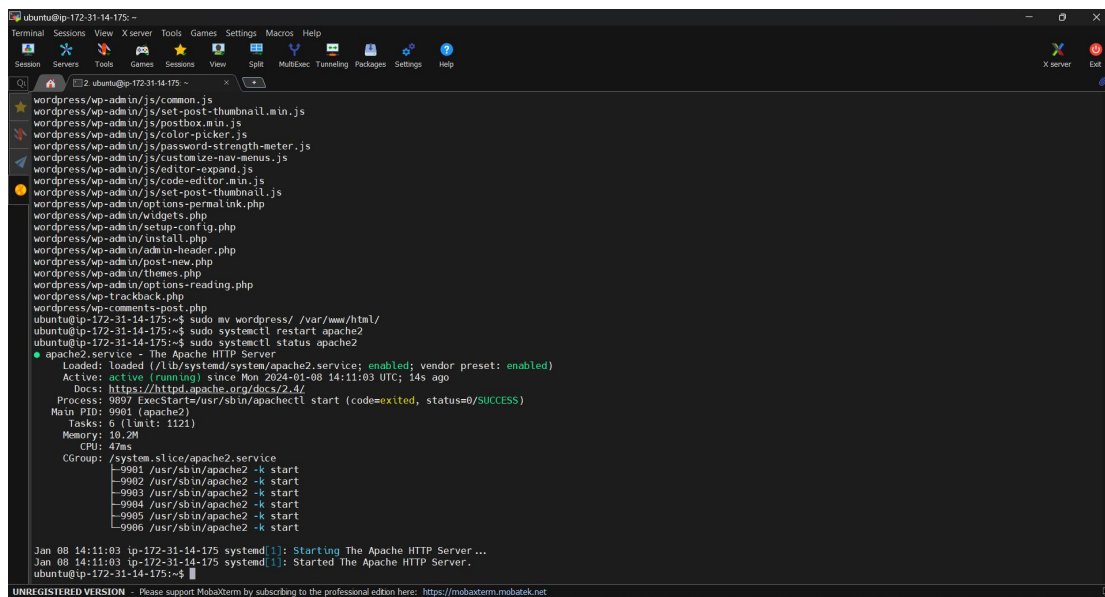 ubuntu@ip-172-31-14-175: ~
Terminal Sessions View X server Tools Games Settings Macros Help
Session Servers Tools Games Sessions View Split MultiExec Tunneling Packages Settings Help X server Exit
2. ubuntu@ip-172-31-14-175: ~
wordpress/wp-admin/js/common.js
wordpress/wp-admin/js/set-post-thumbnail.min.js
wordpress/wp-admin/js/postbox.min.js
wordpress/wp-admin/js/color-picker.js
wordpress/wp-admin/js/password-strength-meter.js
wordpress/wp-admin/js/customize-nav-menus.js
wordpress/wp-admin/js/editor-expand.js
wordpress/wp-admin/js/code-editor.min.js
wordpress/wp-admin/js/set-post-thumbnail.js
wordpress/wp-admin/options-permalink.php
wordpress/wp-admin/widgets.php
wordpress/wp-admin/setup-config.php
wordpress/wp-admin/install.php
wordpress/wp-admin/admin-header.php
wordpress/wp-admin/post-new.php
wordpress/wp-admin/themes.php
wordpress/wp-admin/options-reading.php
wordpress/wp-trackback.php
wordpress/wp-comments-post.php
ubuntu@ip-172-31-14-175:~$ sudo mv wordpress/ /var/www/html/
ubuntu@ip-172-31-14-175:~$ sudo systemctl restart apache2
ubuntu@ip-172-31-14-175:~$ sudo systemctl status apache2
● apache2.service - The Apache HTTP Server
Loaded: loaded (/lib/systemd/system/apache2.service; enabled; vendor preset: enabled)
Active: active (running) since Mon 2024-01-08 14:11:03 UTC; 14s ago
Docs: https://httpd.apache.org/docs/2.4/
Process: 9897 ExecStart=/usr/sbin/apachectl start (code=exited, status=0/SUCCESS)
Main PID: 9901 (apache2)
Tasks: 6 (limit: 1121)
Memory: 10.2M
CPU: 47ms
CGroup: /system.slice/apache2.service
├─9901 /usr/sbin/apache2 -k start
├─9902 /usr/sbin/apache2 -k start
├─9903 /usr/sbin/apache2 -k start
├─9904 /usr/sbin/apache2 -k start
├─9905 /usr/sbin/apache2 -k start
└─9906 /usr/sbin/apache2 -k start
Jan 08 14:11:03 ip-172-31-14-175 systemd[1]: Starting The Apache HTTP Server...
Jan 08 14:11:03 ip-172-31-14-175 systemd[1]: Started The Apache HTTP Server.
ubuntu@ip-172-31-14-175:~$
UNREGISTERED VERSION - Please support MobaXterm by subscribing to the professional edition here: https://mobaxterm.mobatek.net